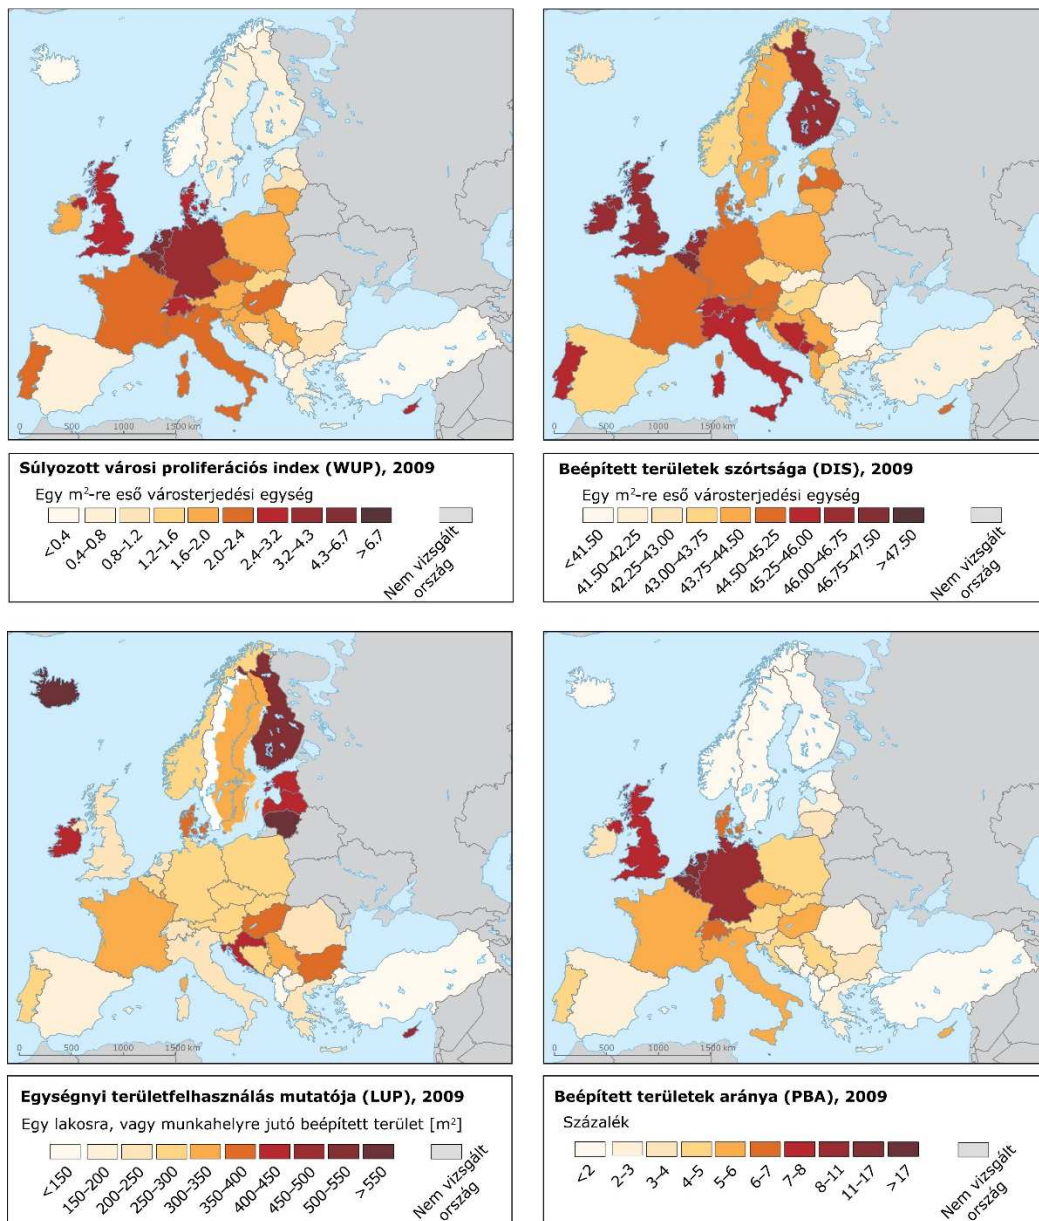 0 500 1000 1500 km
Súlyozott városi proliferációs index (WUP), 2009
Egy m²-re eső városterjedési egység
<0.4
0.4–0.8
0.8–1.2
1.2–1.6
1.6–2.0
2.0–2.4
2.4–3.2
3.2–4.3
4.3–6.7
>6.7
Nem vizsgált
ország
0 500 1000 1500 km
Beépített területek szórtsága (DIS), 2009
Egy m²-re eső városterjedési egység
<41.50
41.50–42.25
42.25–43.00
43.00–43.75
43.75–44.50
44.50–45.25
45.25–46.00
46.00–46.75
46.75–47.50
>47.50
Nem vizsgált
ország
0 500 1000 1500 km
Egységnyi területfelhasználás mutatója (LUP), 2009
Egy lakosra, vagy munkahelyre jutó beépített terület [m²]
<150
150–200
200–250
250–300
300–350
350–400
400–450
450–500
500–550
>550
Nem vizsgált
ország
0 500 1000 1500 km
Beépített területek aránya (PBA), 2009
Százalék
<2
2–3
3–4
4–5
5–6
6–7
7–8
8–11
11–17
>17
Nem vizsgált
ország